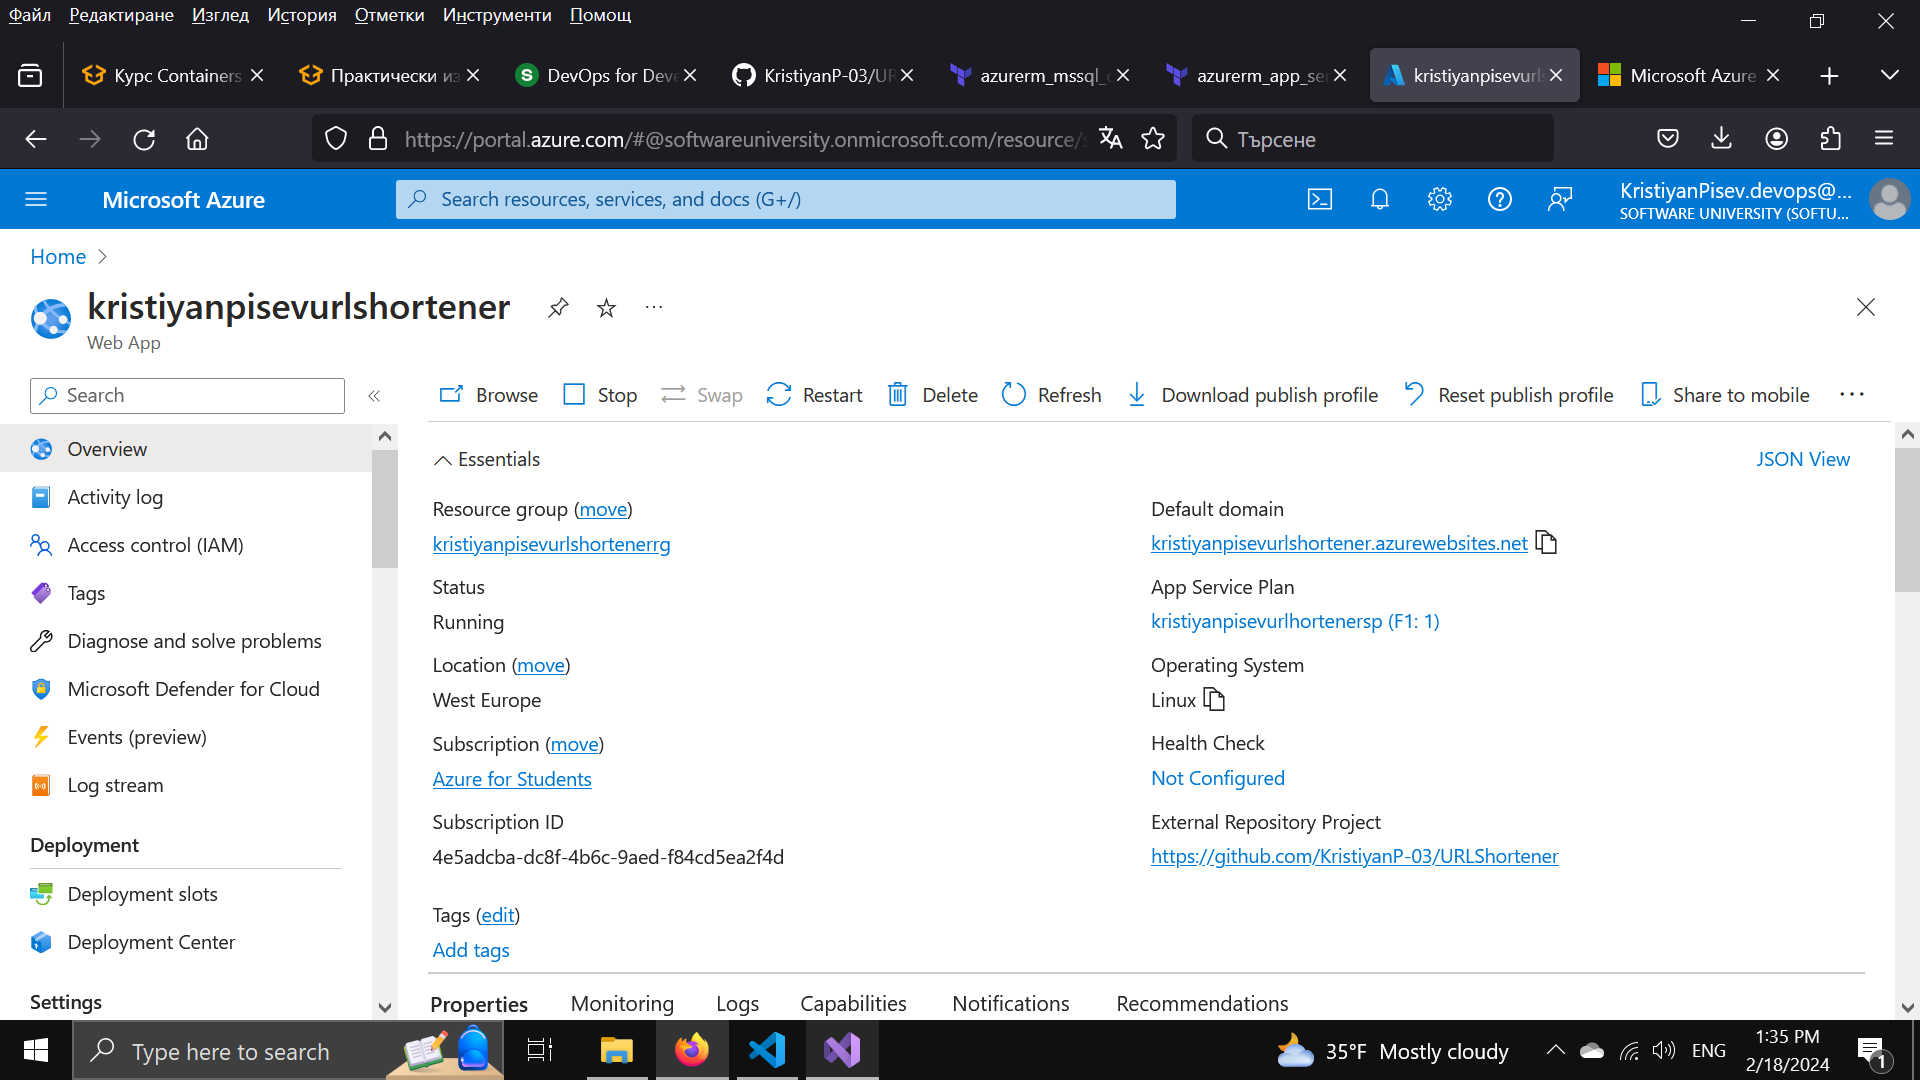 Файл Редактиране Изглед История Отметки Инструменти Помощ
Курс Containers
Практически из
DevOps for Deve
KristiyanP-03/UR
azurerm_mssql_
azurerm_app_ser
kristiyanpisevurls
Microsoft Azure
https://portal.azure.com/#@softwareuniversity.onmicrosoft.com/resource/s
Търсене
Microsoft Azure
Search resources, services, and docs (G+/)
KristiyanPisev.devops@...
SOFTWARE UNIVERSITY (SOFTU...
Home
kristiyanpisevurlshortener
Web App
Search
Browse Stop Swap Restart Delete Refresh Download publish profile Reset publish profile Share to mobile
Overview
Activity log
Access control (IAM)
Tags
Diagnose and solve problems
Microsoft Defender for Cloud
Events (preview)
Log stream
Deployment
Deployment slots
Deployment Center
Settings
Essentials
JSON View
Resource group (move)
kristiyanpisevurlshortenerrg
Status
Running
Location (move)
West Europe
Subscription (move)
Azure for Students
Subscription ID
4e5adcba-dc8f-4b6c-9aed-f84cd5ea2f4d
Tags (edit)
Add tags
Default domain
kristiyanpisevurlshortener.azurewebsites.net
App Service Plan
kristiyanpisevurlhortenersp (F1: 1)
Operating System
Linux
Health Check
Not Configured
External Repository Project
https://github.com/KristiyanP-03/URLShortener
Properties Monitoring Logs Capabilities Notifications Recommendations
Type here to search
35°F Mostly cloudy
ENG
1:35 PM
2/18/2024
1